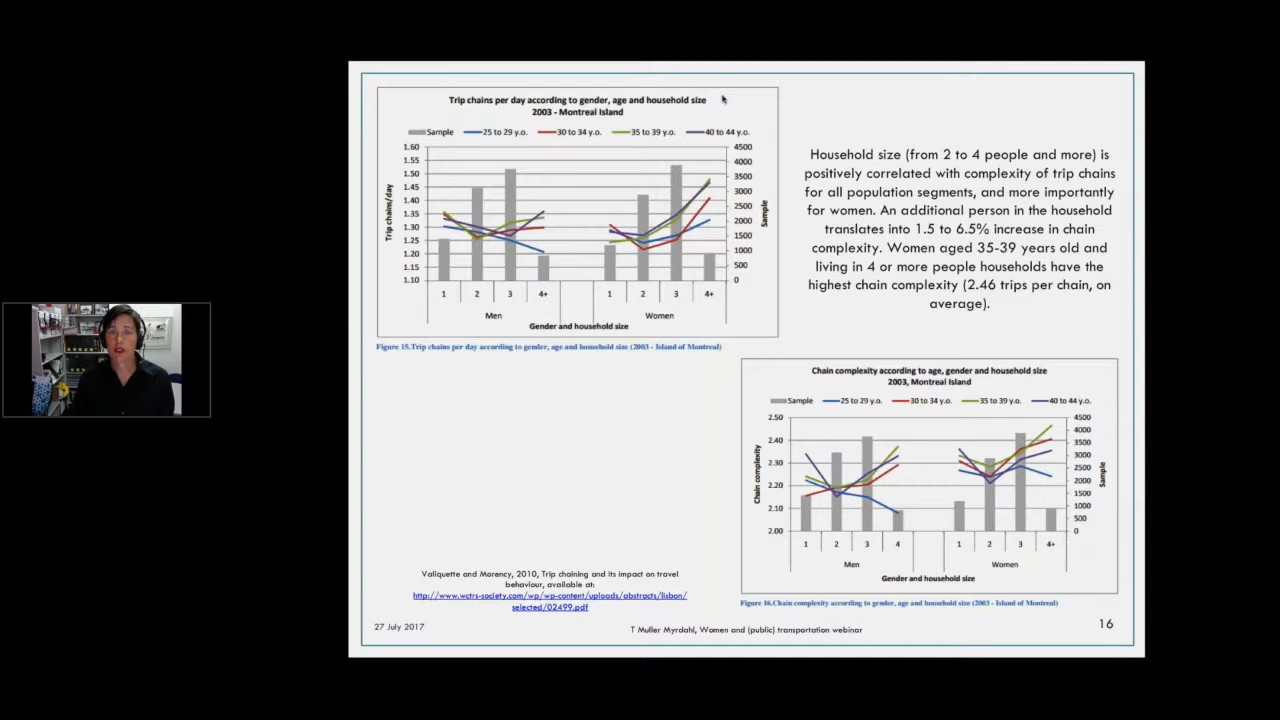 Trip chains per day according to gender, age and household size
2003 - Montreal Island
Sample 25 to 29 y.o. 30 to 34 y.o. 35 to 39 y.o. 40 to 44 y.o.
1.60 4500
1.55 4000
1.50 3500
1.45 3000
1.40 2500
1.35 2000
1.30 1500
1.25 1000
1.20 500
1.15 0
1.10
Trip chains/day
Sample
1 2 3 4+ 1 2 3 4+
Men Women
Gender and household size
Figure 15.Trip chains per day according to gender, age and household size (2003 - Island of Montreal)
Household size (from 2 to 4 people and more) is
positively correlated with complexity of trip chains
for all population segments, and more importantly
for women. An additional person in the household
translates into 1.5 to 6.5% increase in chain
complexity. Women aged 35-39 years old and
living in 4 or more people households have the
highest chain complexity (2.46 trips per chain, on
average).
Chain complexity according to age, gender and household size
2003, Montreal Island
Sample 25 to 29 y.o. 30 to 34 y.o. 35 to 39 y.o. 40 to 44 y.o.
2.50 4500
4000
2.40 3500
3000
2.30 2500
2.20 2000
1500
2.10 1000
500
2.00 0
Chain complexity
Sample
1 2 3 4 1 2 3 4+
Men Women
Gender and household size
Figure 16.Chain complexity according to gender, age and household size (2003 - Island of Montreal)
Valiquette and Morency, 2010, Trip chaining and its impact on travel
behaviour, available at:
http://www.wctrs-society.com/wp/wp-content/uploads/abstracts/lisbon/
selected/02499.pdf
27 July 2017
T Muller Myrdahl, Women and (public) transportation webinar
16